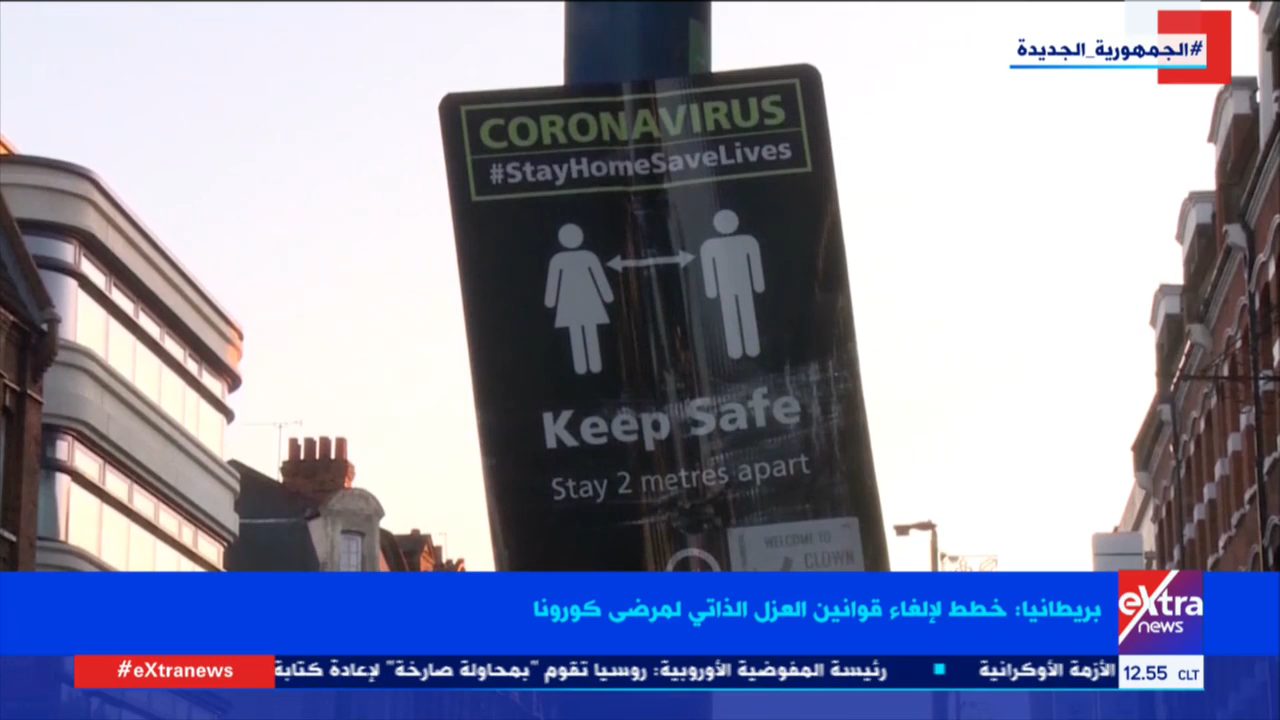 #الجمهورية_الجديدة
CORONAVIRUS
#StayHomeSaveLives
Keep Safe
Stay 2 metres apart
WELCOME TO
CLOWN
بريطانيا: خطط لإلغاء قوانين العزل الذاتي لمرضى كورونا
eXtra
news
الأزمة الأوكرانية ■ رئيسة المفوضية الأوروبية: روسيا تقوم "بمحاولة صارخة" لإعادة كتابة
#eXtranews
12.55 CLT